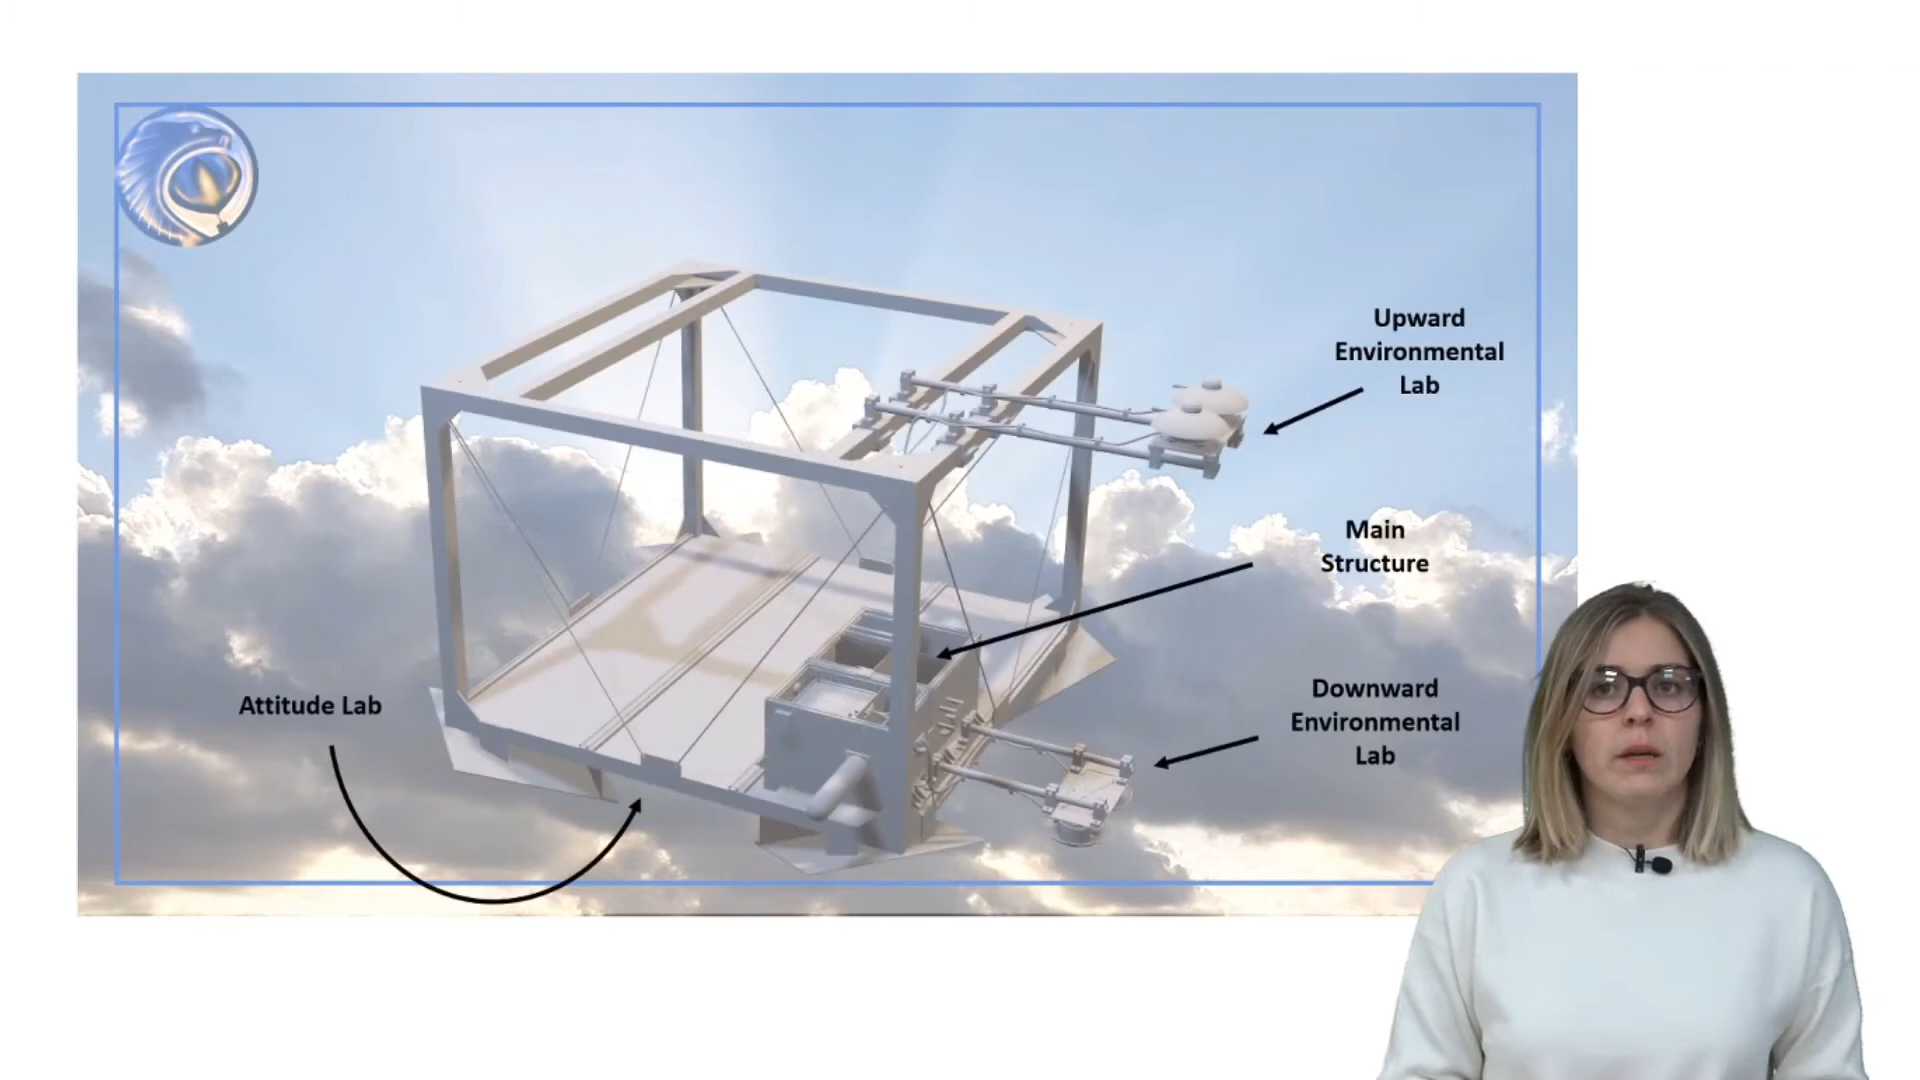 Upward
Environmental
Lab
Main
Structure
Downward
Environmental
Lab
Attitude Lab